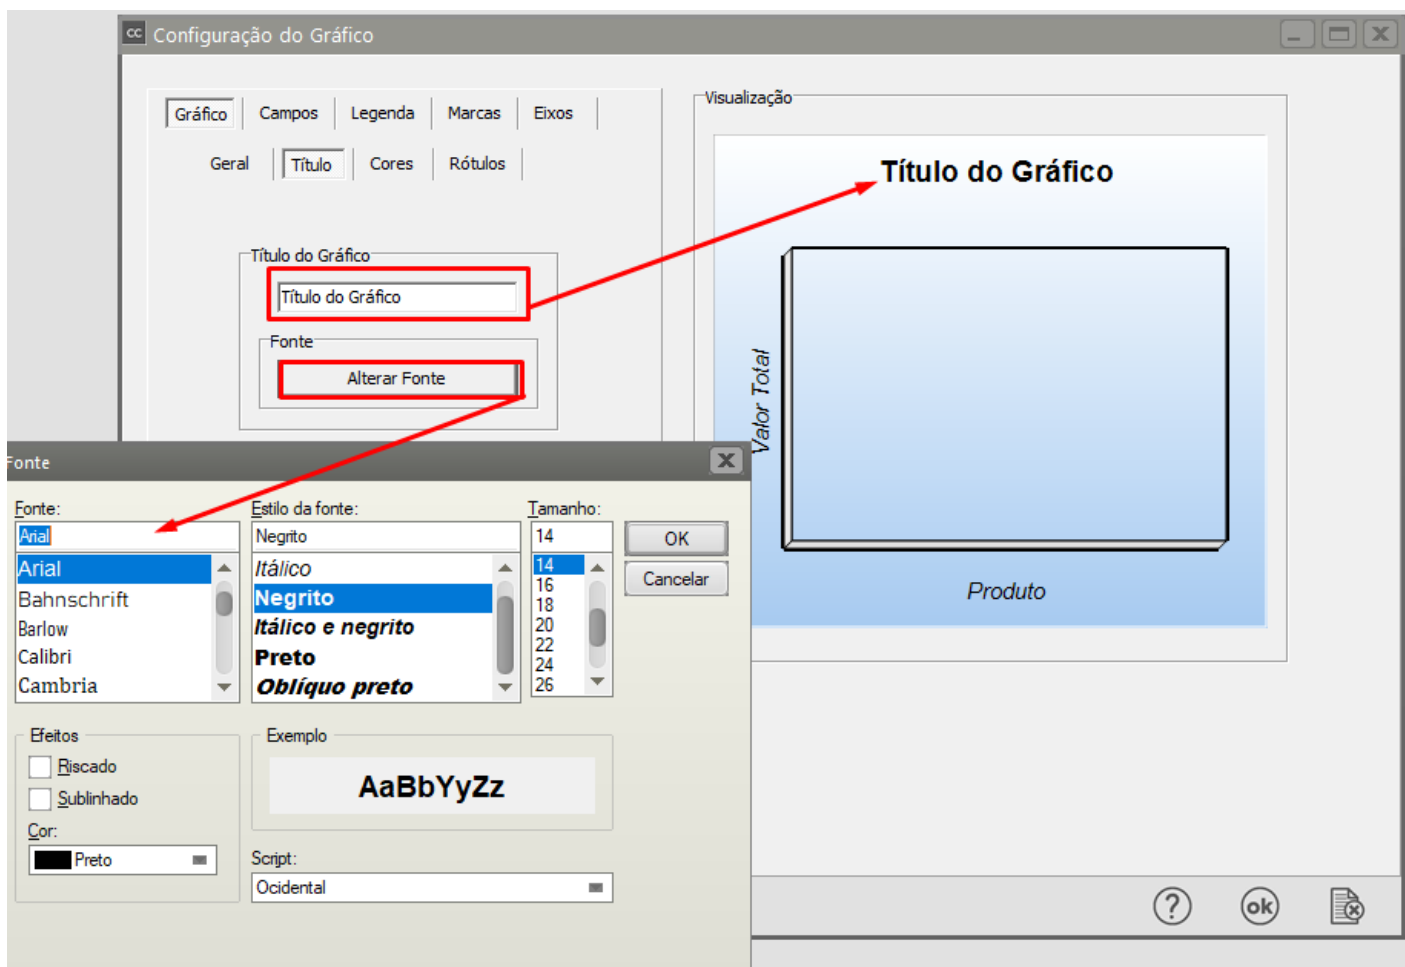 cc Configuração do Gráfico
Gráfico Campos Legenda Marcas Eixos
Geral Título Cores Rótulos
Título do Gráfico
Título do Gráfico
Fonte
Alterar Fonte
Visualização
Título do Gráfico
Valor Total
Produto
Fonte
Fonte: Estilo da fonte: Tamanho:
Arial Negrito 14 OK
Arial Itálico 14 Cancelar
Bahnschrift Negrito 16
Barlow Itálico e negrito 18
Calibri Preto 20
Cambria Oblíquo preto 22
24
26
Efeitos Exemplo
Riscado
Sublinhado AaBbYyZz
Cor:
Preto Script:
Ocidental
? ok